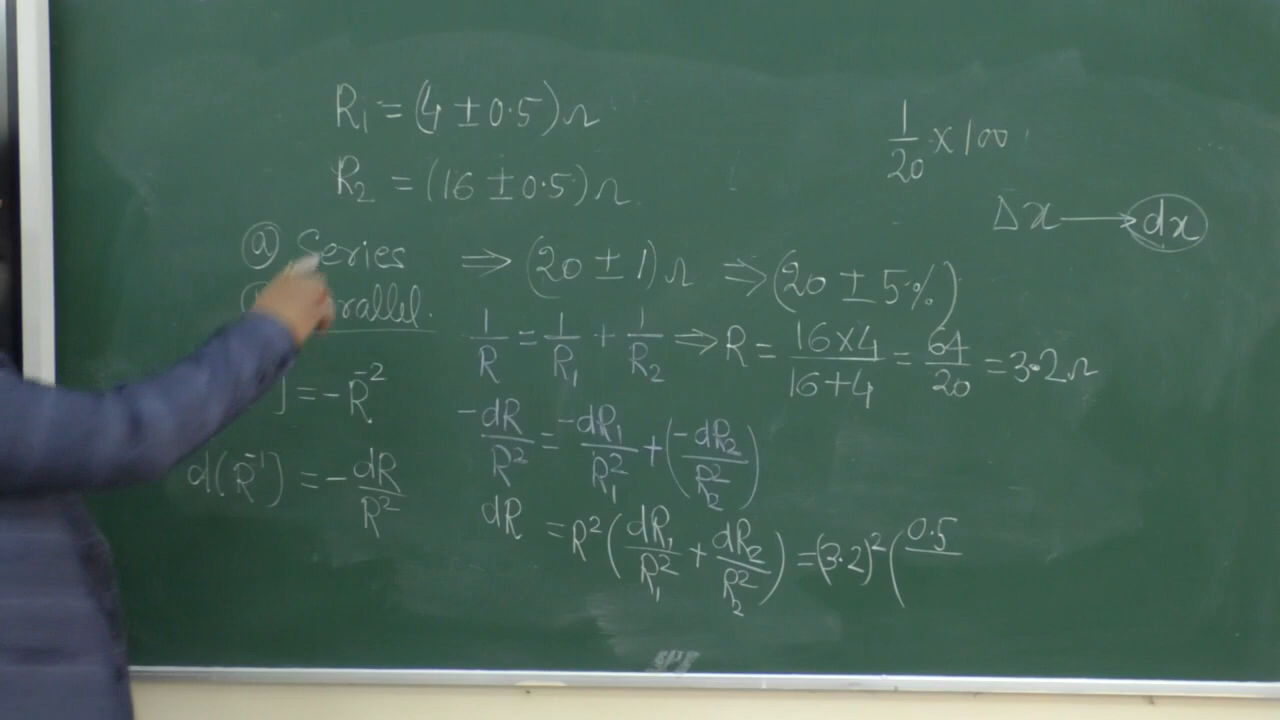 R₁ = (4 ± 0.5) Ω
R₂ = (16 ± 0.5) Ω
1/20 × 100
Δx → dx
ⓐ Series ⇒ (20 ± 1) Ω ⇒ (20 ± 5%)
rallel.
1/R = 1/R₁ + 1/R₂ ⇒ R = (16×4)/(16+4) = 64/20 = 3.2 Ω
= -R⁻²
-dR/R² = -dR₁/R₁² + (-dR₂/R₂²)
d(R⁻¹) = -dR/R²
dR = R² (dR₁/R₁² + dR₂/R₂²) = (3.2)² (0.5/